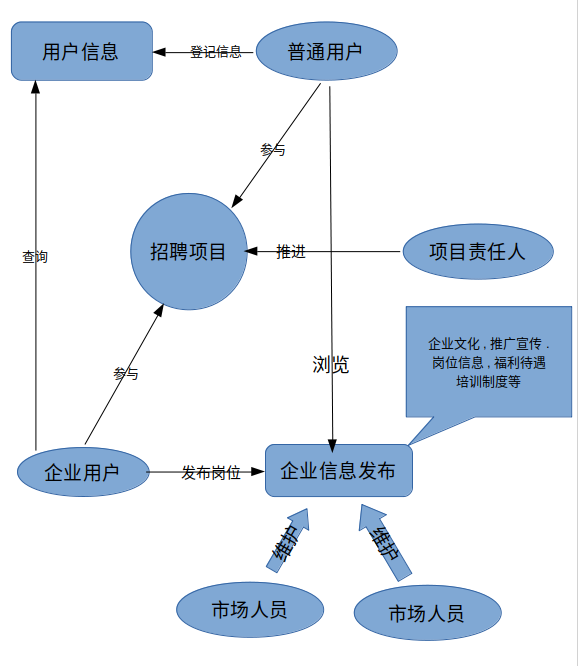 用户信息
登记信息
普通用户
参与
查询
招聘项目
推进
项目责任人
企业文化 , 推广宣传 .
岗位信息 , 福利待遇
培训制度等
浏览
参与
企业用户
发布岗位
企业信息发布
维护
维护
市场人员
市场人员